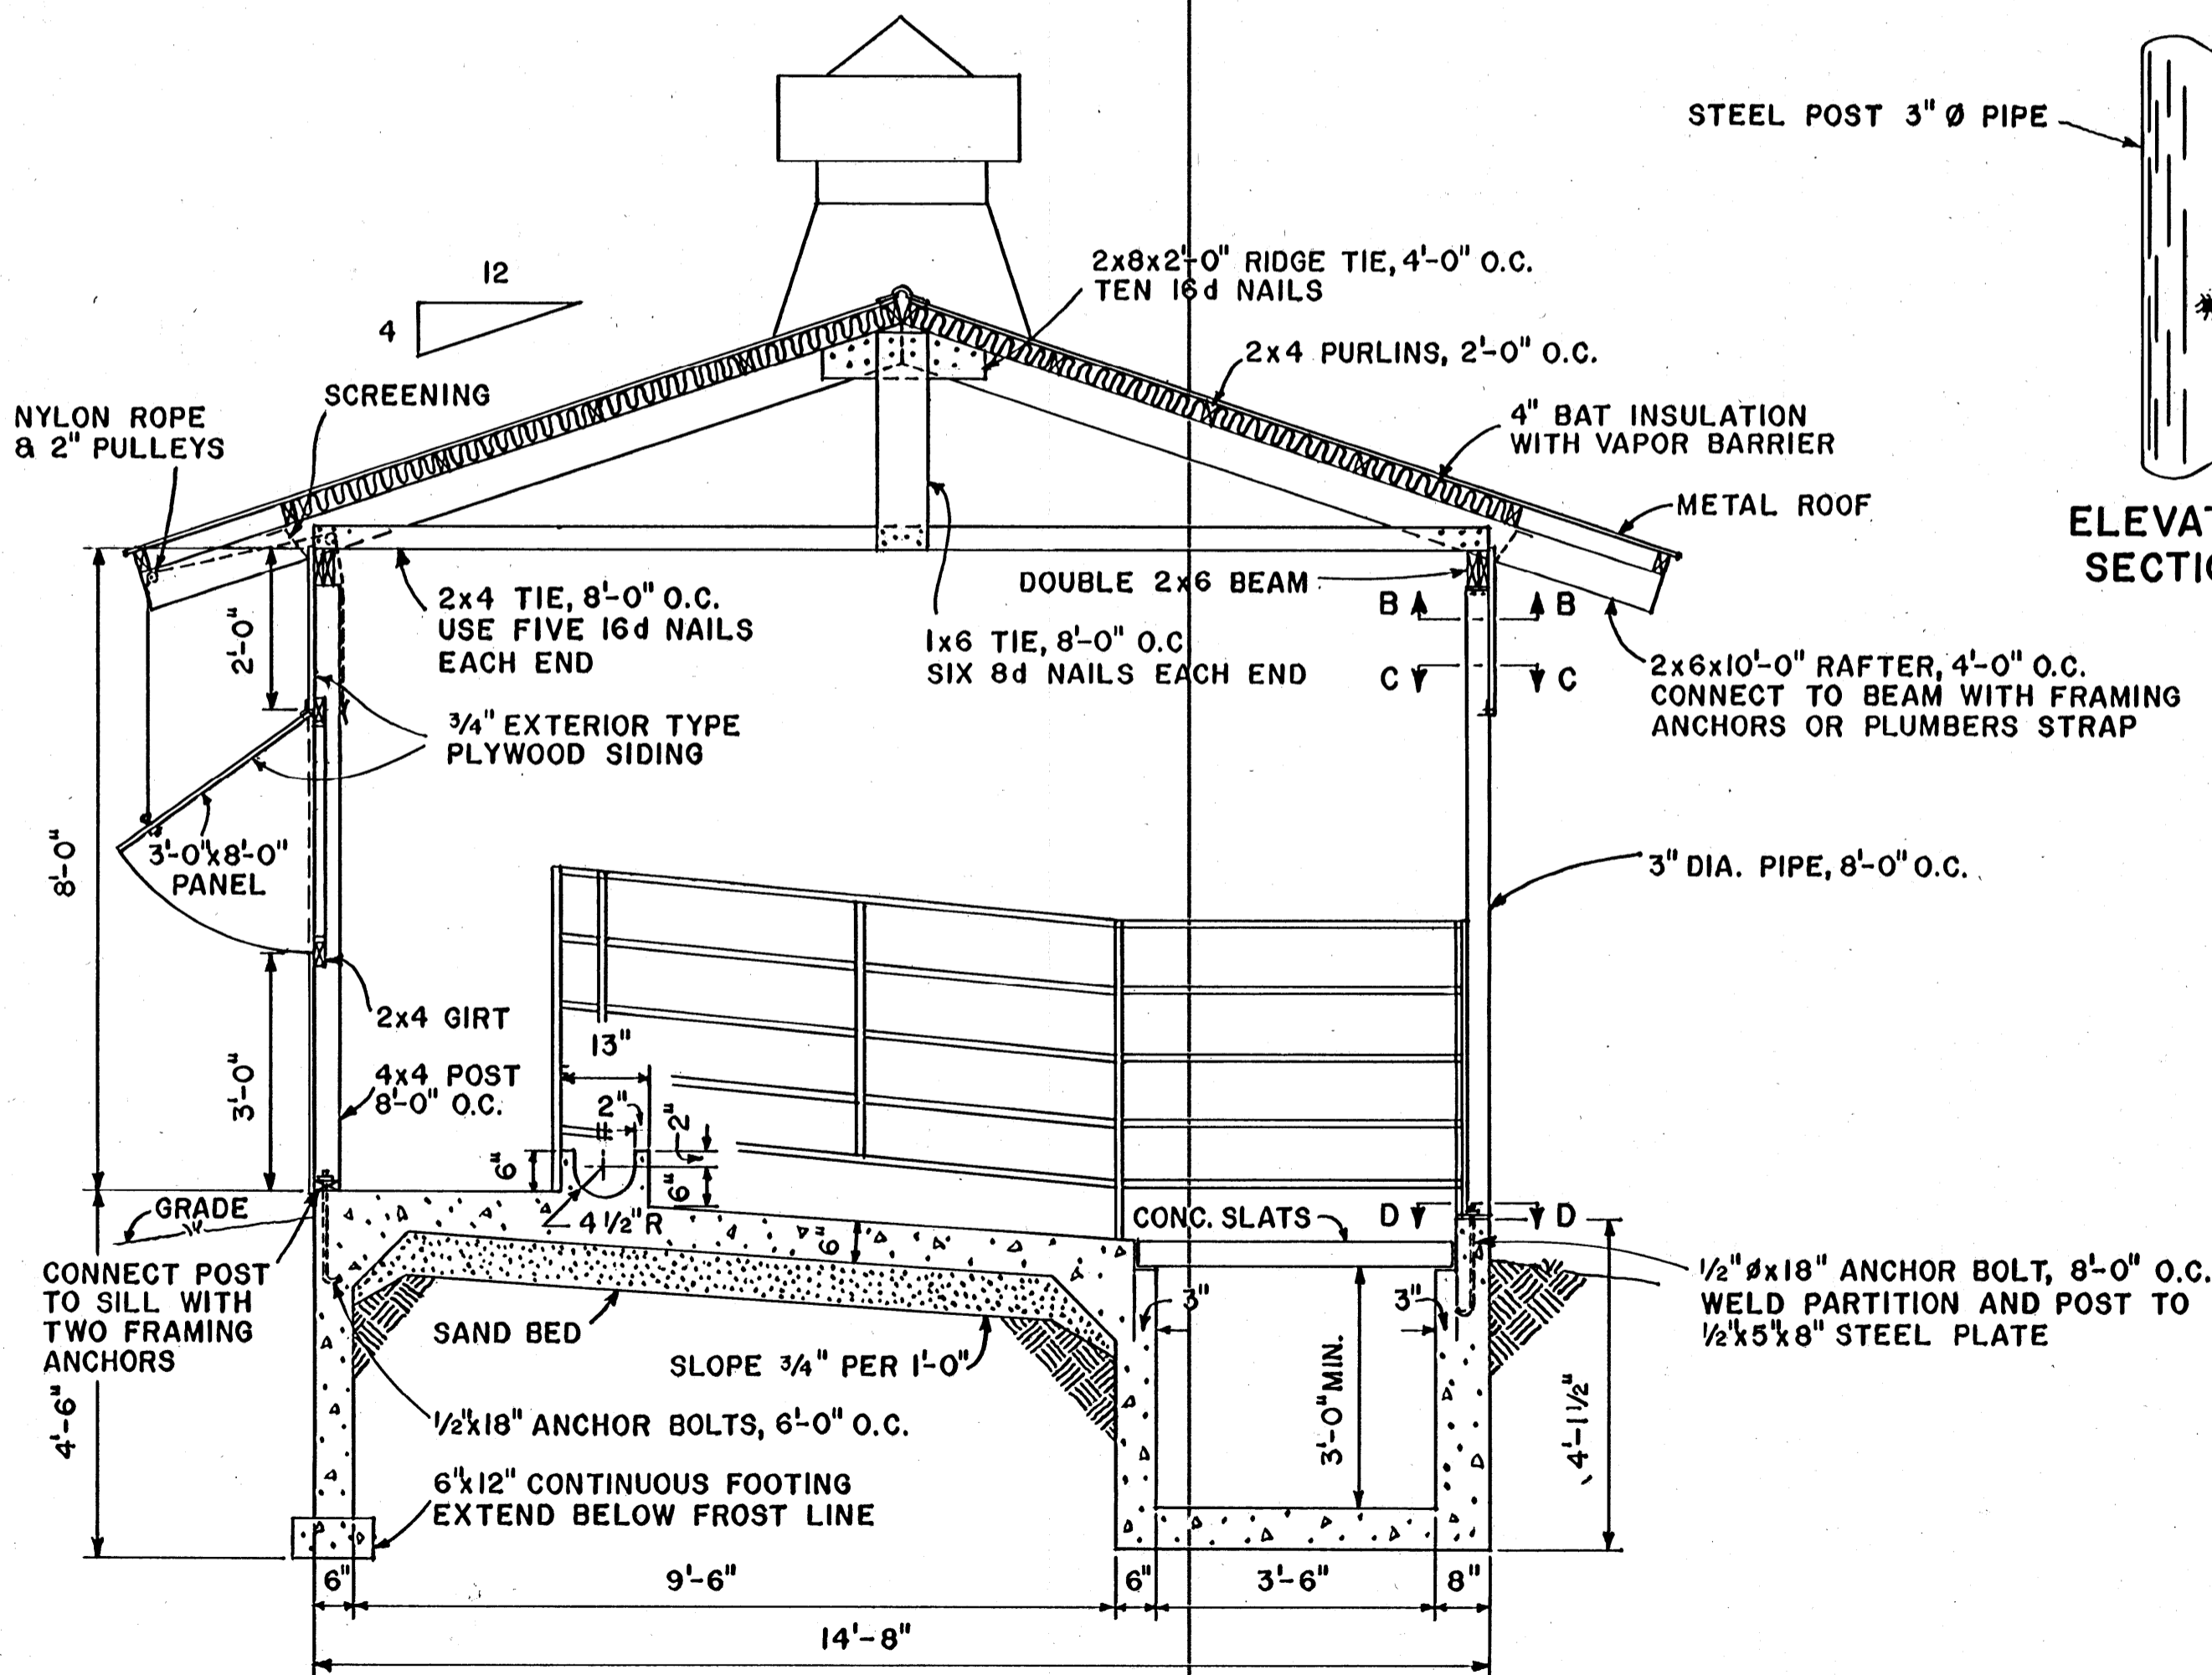 STEEL POST 3" Ø PIPE
12
4
2x8x2'-0" RIDGE TIE, 4'-0" O.C.
TEN 16d NAILS
2x4 PURLINS, 2'-0" O.C.
SCREENING
NYLON ROPE
& 2" PULLEYS
4" BAT INSULATION
WITH VAPOR BARRIER
METAL ROOF
2x4 TIE, 8'-0" O.C.
USE FIVE 16d NAILS
EACH END
DOUBLE 2x6 BEAM
1x6 TIE, 8'-0" O.C
SIX 8d NAILS EACH END
B B
C C
2x6x10'-0" RAFTER, 4'-0" O.C.
CONNECT TO BEAM WITH FRAMING
ANCHORS OR PLUMBERS STRAP
2'-0"
3/4" EXTERIOR TYPE
PLYWOOD SIDING
8'-0"
3'-0"x8'-0"
PANEL
3" DIA. PIPE, 8'-0" O.C.
2x4 GIRT
3'-0"
4x4 POST
8'-0" O.C.
13"
2"
2"
6"
6"
4 1/2" R
6"
GRADE
CONC. SLATS
D D
CONNECT POST
TO SILL WITH
TWO FRAMING
ANCHORS
SAND BED
SLOPE 3/4" PER 1'-0"
3"
3"
1/2" Øx18" ANCHOR BOLT, 8'-0" O.C.
WELD PARTITION AND POST TO
1/2"x5"x8" STEEL PLATE
3'-0" MIN.
4'-1 1/2"
4'-6"
1/2"x18" ANCHOR BOLTS, 6'-0" O.C.
6"x12" CONTINUOUS FOOTING
EXTEND BELOW FROST LINE
6" 9'-6" 6" 3'-6" 8"
14'-8"